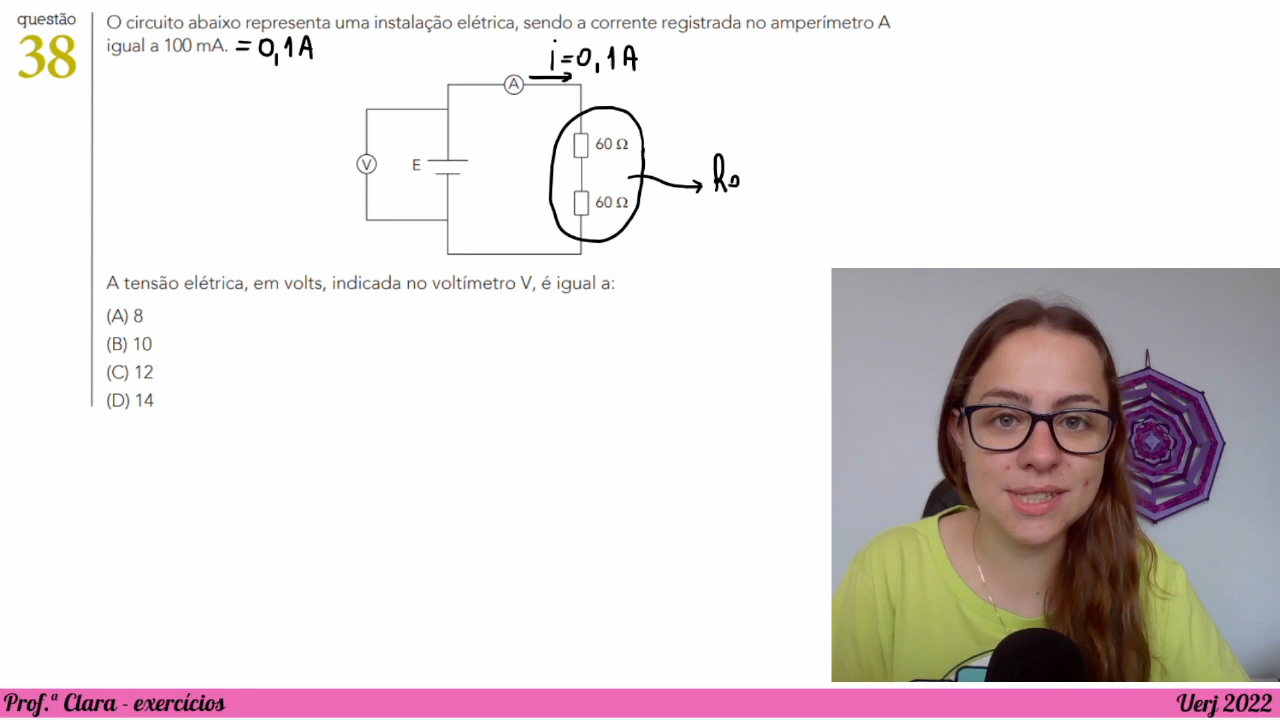 questão
38
O circuito abaixo representa uma instalação elétrica, sendo a corrente registrada no amperímetro A
igual a 100 mA. = 0,1A
i=0,1A
A
60 Ω
V
E
60 Ω
A tensão elétrica, em volts, indicada no voltímetro V, é igual a:
(A) 8
(B) 10
(C) 12
(D) 14
Prof.ª Clara - exercícios
Uerj 2022